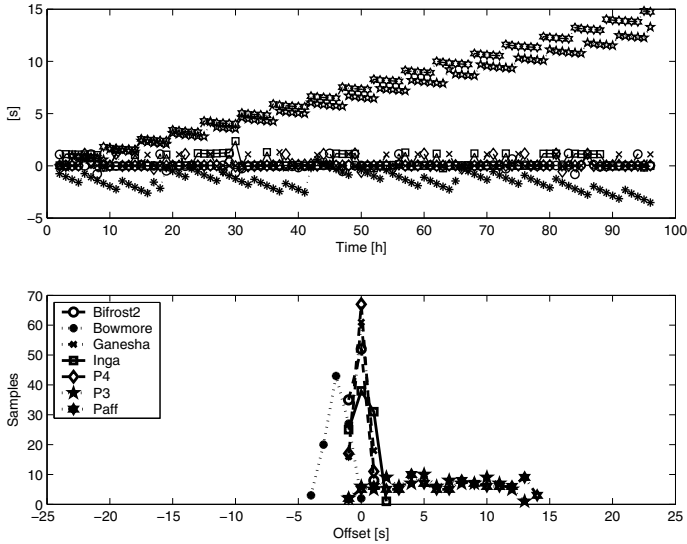 15
10
5
0
−5
[s]
0 10 20 30 40 50 60 70 80 90 100
Time [h]
70
60
50
40
30
20
10
0
Samples
Bifrost2
Bowmore
Ganesha
Inga
P4
P3
Paff
−25 −20 −15 −10 −5 0 5 10 15 20 25
Offset [s]